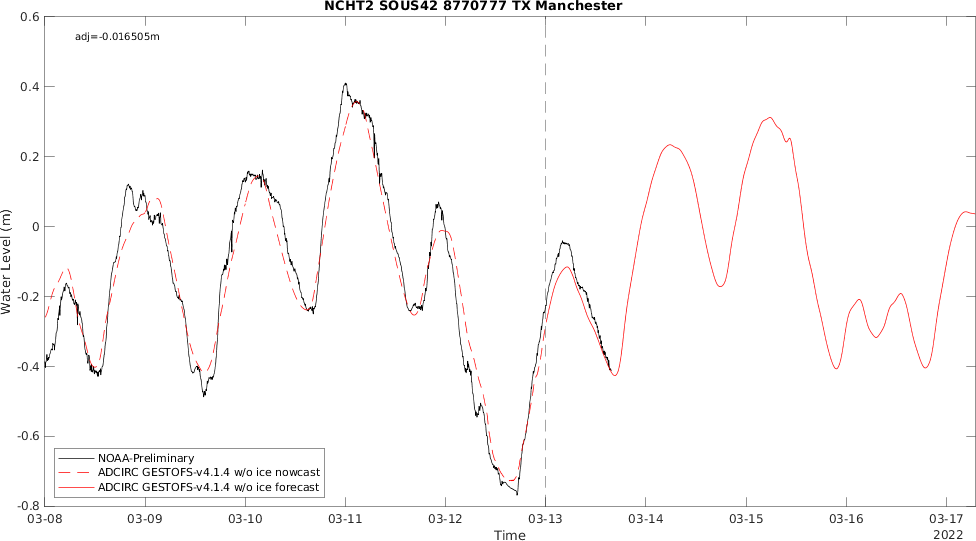 NCHT2 SOUS42 8770777 TX Manchester
adj=-0.016505m
0.6
0.4
0.2
0
-0.2
-0.4
-0.6
-0.8
Water Level (m)
NOAA-Preliminary
ADCIRC GESTOFS-v4.1.4 w/o ice nowcast
ADCIRC GESTOFS-v4.1.4 w/o ice forecast
03-08 03-09 03-10 03-11 03-12 03-13 03-14 03-15 03-16 03-17
Time
2022